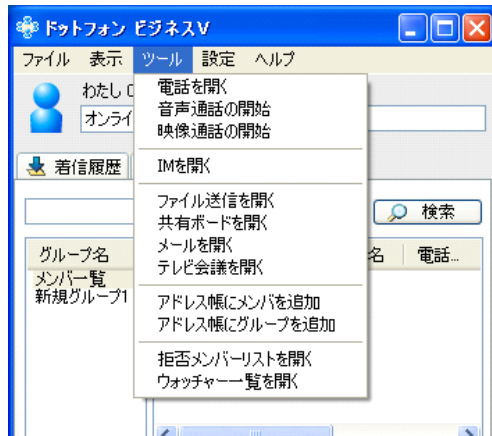 ドットフォン ビジネスV
ファイル 表示 ツール 設定 ヘルプ
わたし
オンライ
電話を開く
音声通話の開始
映像通話の開始
IMを開く
ファイル送信を開く
共有ボードを開く
メールを開く
テレビ会議を開く
アドレス帳にメンバを追加
アドレス帳にグループを追加
拒否メンバーリストを開く
ウォッチャー一覧を開く
着信履歴
検索
グループ名 名 電話...
メンバ一覧
新規グループ1